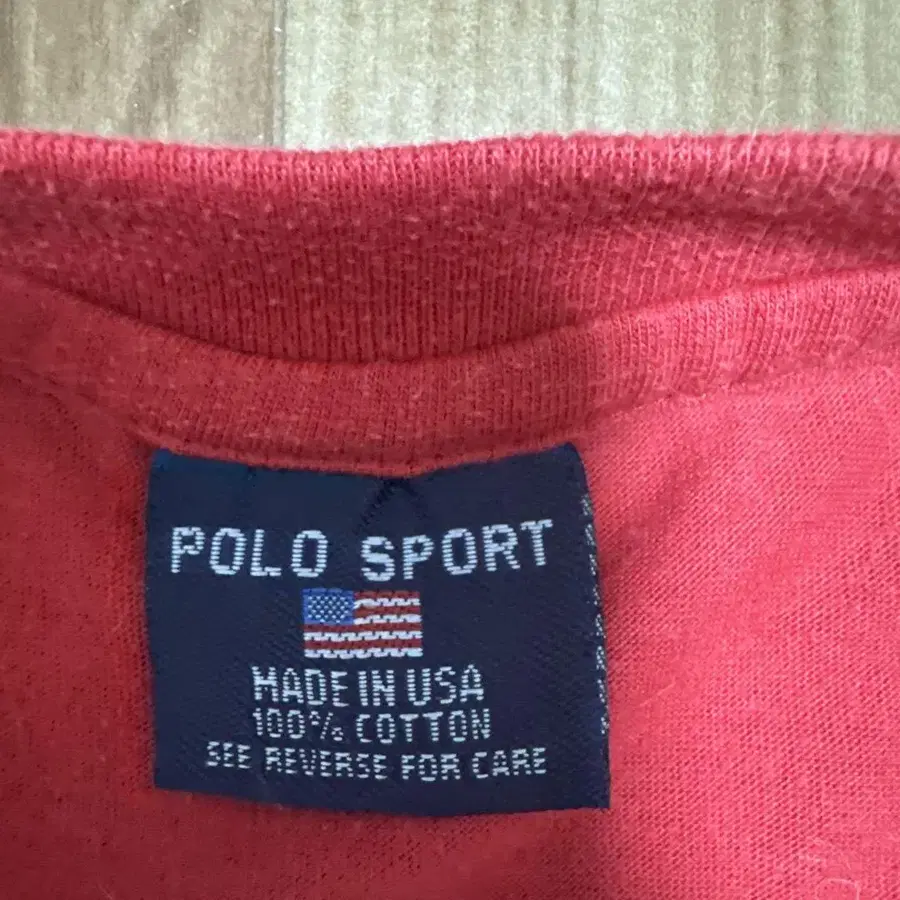 POLO SPORT
MADE IN USA
100% COTTON
SEE REVERSE FOR CARE